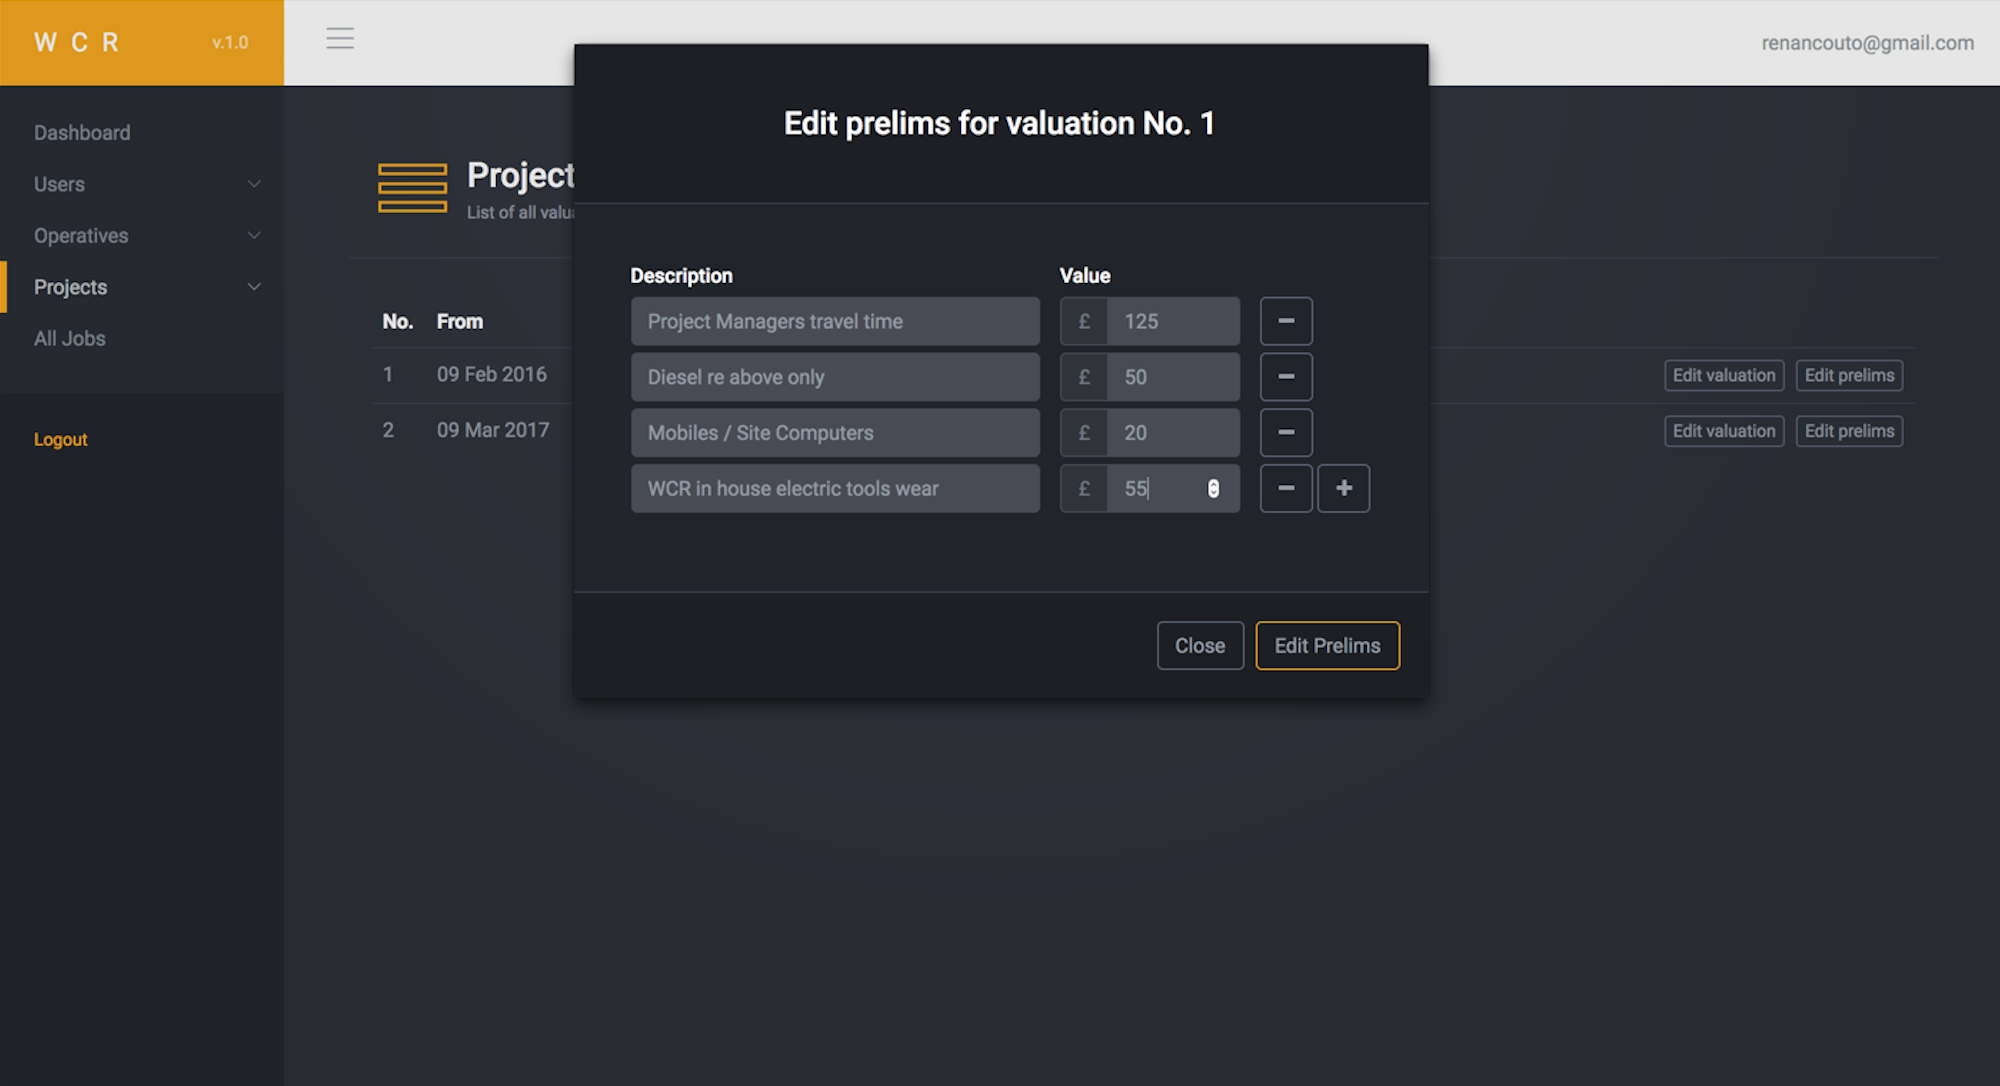 W C R v.1.0
renancouto@gmail.com
Dashboard
Users
Operatives
Projects
All Jobs
Logout
Project
List of all valu
No. From
1 09 Feb 2016 Edit valuation Edit prelims
2 09 Mar 2017 Edit valuation Edit prelims
Edit prelims for valuation No. 1
Description Value
Project Managers travel time £ 125 −
Diesel re above only £ 50 −
Mobiles / Site Computers £ 20 −
WCR in house electric tools wear £ 55 − +
Close Edit Prelims